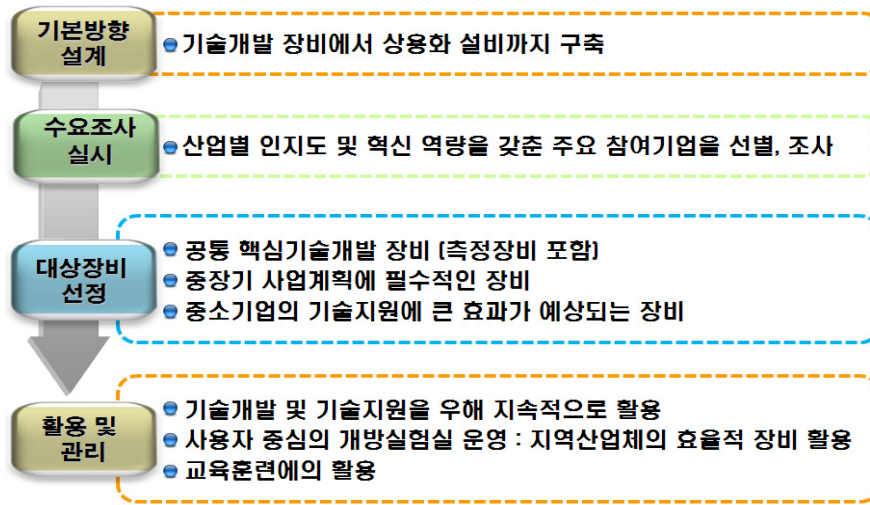 기본방향
설계
기술개발 장비에서 상용화 설비까지 구축
수요조사
실시
산업별 인지도 및 혁신 역량을 갖춘 주요 참여기업을 선별, 조사
대상장비
선정
공통 핵심기술개발 장비 (측정장비 포함)
중장기 사업계획에 필수적인 장비
중소기업의 기술지원에 큰 효과가 예상되는 장비
활용 및
관리
기술개발 및 기술지원을 우해 지속적으로 활용
사용자 중심의 개방실험실 운영 : 지역산업체의 효율적 장비 활용
교육훈련에의 활용